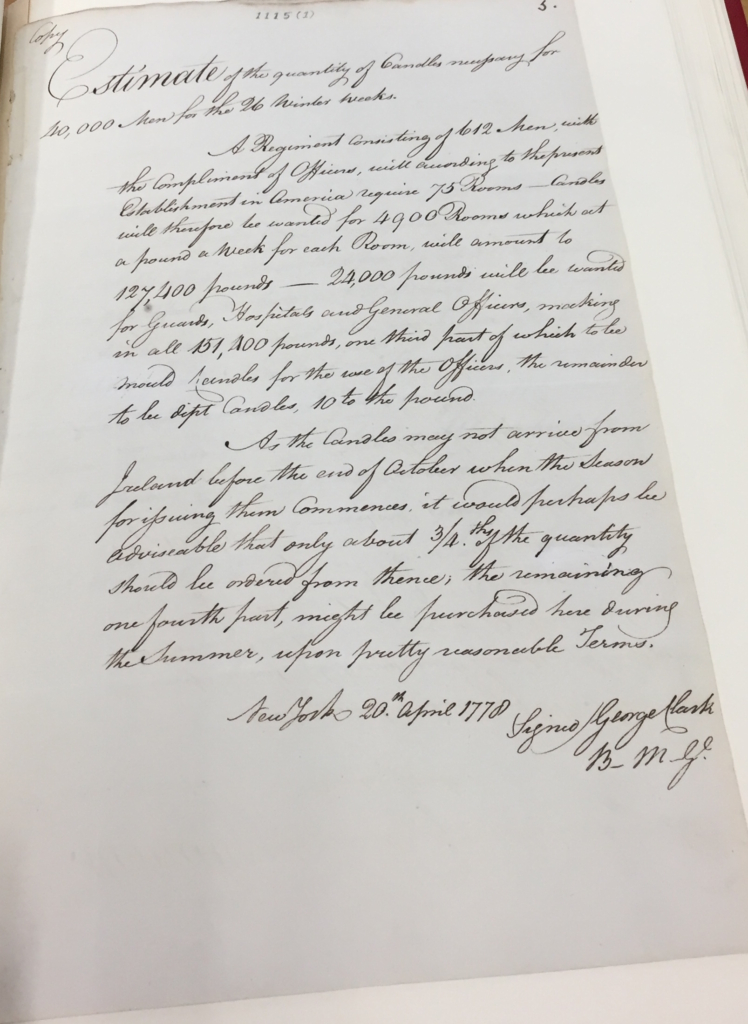 1115 (1)
5.
Copy
Estimate of the quantity of Candles necessary for
40,000 Men for the 26 Winter Weeks.
A Regiment consisting of 612 Men, with
the Compliment of Officers, will according to the present
Establishment in America require 75 Rooms — Candles
will therefore be wanted for 4900 Rooms which at
a pound a Week for each Room, will amount to
127,400 pounds — 24,000 pounds will be wanted
for Guards, Hospitals and General Officers, making
in all 151,400 pounds, one third part of which to be
mould Candles for the use of the Officers, the remainder
to be dipt Candles, 10 to the pound.
As the Candles may not arrive from
Ireland before the end of October when the Season
for issuing them Commences, it would perhaps be
adviseable that only about 3/4.ths of the quantity
should be ordered from thence; the remaining
one fourth part, might be purchased here during
the Summer, upon pretty reasonable Terms.
New York 20.th April 1778
Signed / George Clark
B— M— G.l